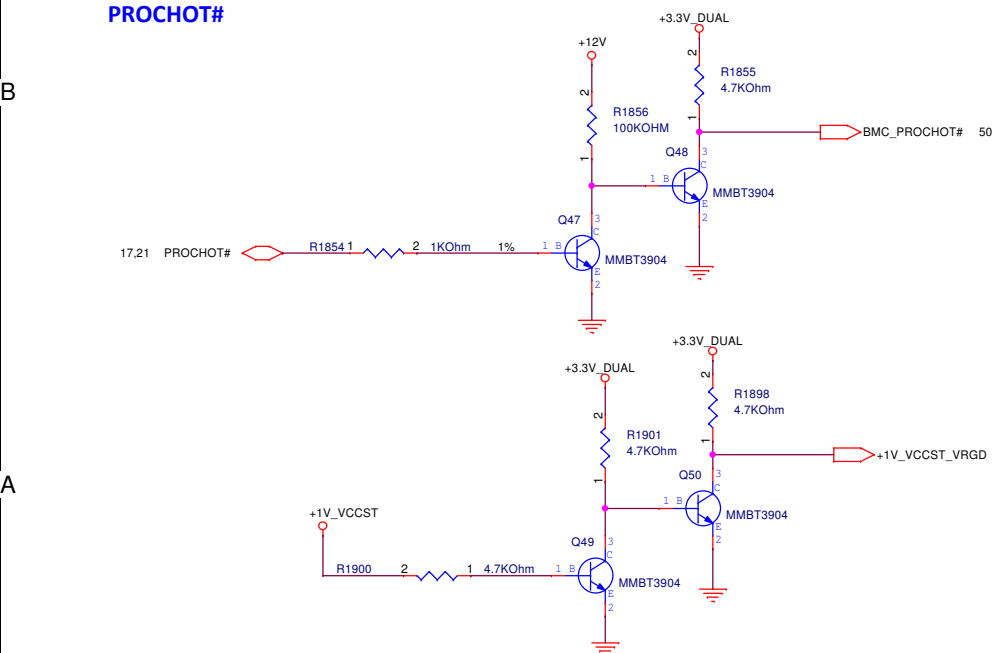 PROCHOT#
B
+3.3V_DUAL
2
R1855
4.7KOhm
1
BMC_PROCHOT# 50
+12V
2
R1856
100KOHM
1
Q48
3
C
1 B
MMBT3904
E
2
Q47
3
C
17,21 PROCHOT#
R1854 1 2 1KOhm 1% 1 B
MMBT3904
E
2
+3.3V_DUAL
2
R1898
4.7KOhm
1
+1V_VCCST_VRGD
+3.3V_DUAL
2
R1901
4.7KOhm
1
A
Q50
3
C
1 B
MMBT3904
E
2
+1V_VCCST
Q49
3
C
R1900 2 1 4.7KOhm 1 B
MMBT3904
E
2